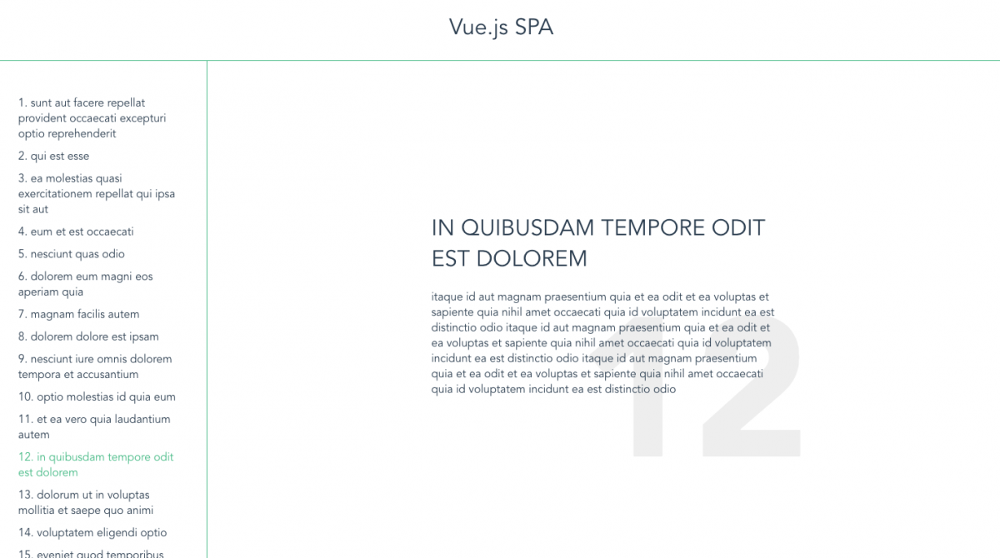 Vue.js SPA
1. sunt aut facere repellat
provident occaecati excepturi
optio reprehenderit
2. qui est esse
3. ea molestias quasi
exercitationem repellat qui ipsa
sit aut
4. eum et est occaecati
5. nesciunt quas odio
6. dolorem eum magni eos
aperiam quia
7. magnam facilis autem
8. dolorem dolore est ipsam
9. nesciunt iure omnis dolorem
tempora et accusantium
10. optio molestias id quia eum
11. et ea vero quia laudantium
autem
12. in quibusdam tempore odit
est dolorem
13. dolorum ut in voluptas
mollitia et saepe quo animi
14. voluptatem eligendi optio
15. eveniet quod temporibus
IN QUIBUSDAM TEMPORE ODIT
EST DOLOREM
itaque id aut magnam praesentium quia et ea odit et ea voluptas et
sapiente quia nihil amet occaecati quia id voluptatem incidunt ea est
distinctio odio itaque id aut magnam praesentium quia et ea odit et
ea voluptas et sapiente quia nihil amet occaecati quia id voluptatem
incidunt ea est distinctio odio itaque id aut magnam praesentium
quia et ea odit et ea voluptas et sapiente quia nihil amet occaecati
quia id voluptatem incidunt ea est distinctio odio
12